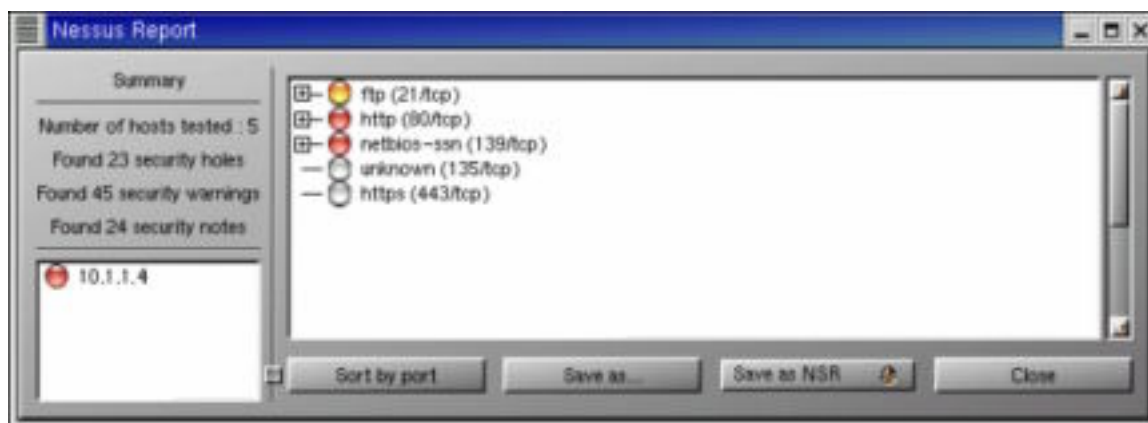 Nessus Report
Summary
Number of hosts tested : 5
Found 23 security holes
Found 45 security warnings
Found 24 security notes
10.1.1.4
ftp (21/tcp)
http (80/tcp)
netbios-ssn (139/tcp)
unknown (135/tcp)
https (443/tcp)
Sort by port
Save as...
Save as NSR
Close